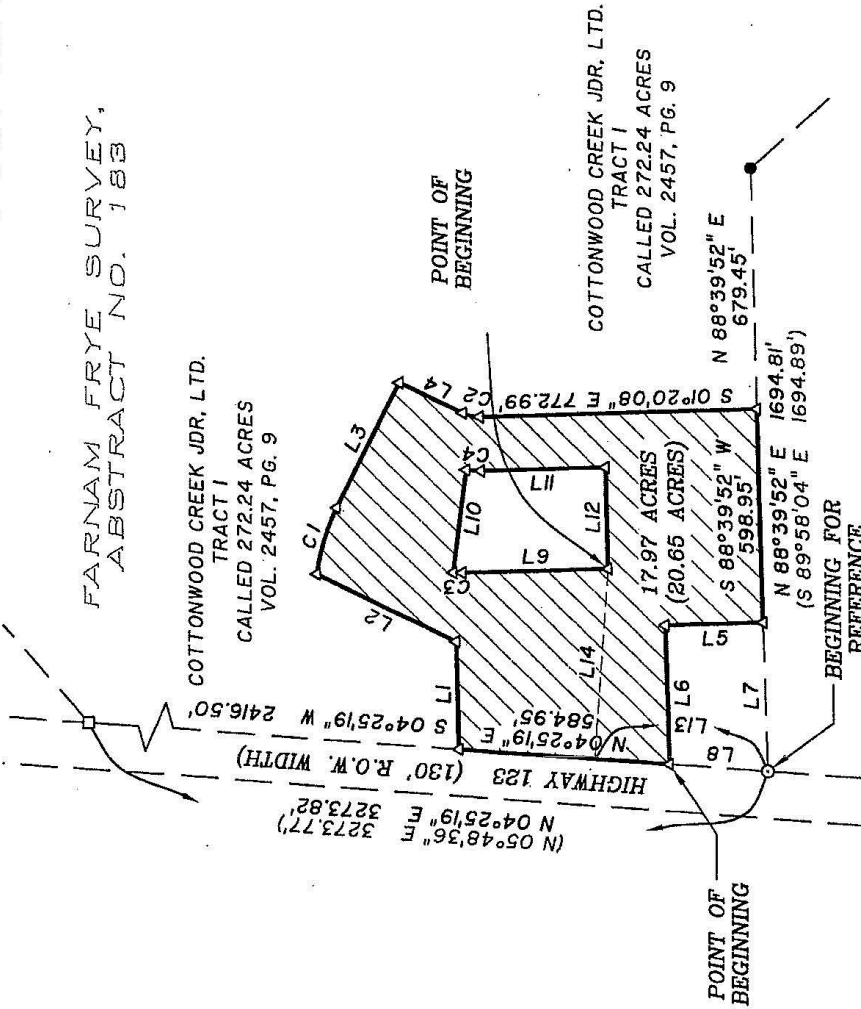 FARNAM FRYE SURVEY,
ABSTRACT NO. 183
COTTONWOOD CREEK JDR, LTD.
TRACT I
CALLED 272.24 ACRES
VOL. 2457, PG. 9
POINT OF
BEGINNING
COTTONWOOD CREEK JDR, LTD.
TRACT I
CALLED 272.24 ACRES
VOL. 2457, PG. 9
C1
L3
L4
C2
L2
L1
C4
L10
C3
L11
L9
L12
L14
S 04°25'19" W 2416.50'
N 04°25'19" E
584.95'
HIGHWAY 123 (130' R.O.W. WIDTH)
N 04°25'19" E 3273.82'
(N 05°48'36" E 3273.77')
S 01°20'08" E 772.99'
17.97 ACRES
(20.65 ACRES)
S 88°39'52" W
598.95'
N 88°39'52" E
679.45'
N 88°39'52" E 1694.81'
(S 89°58'04" E 1694.89')
L5
L6
L13
L7
L8
POINT OF
BEGINNING
BEGINNING FOR
REFERENCE